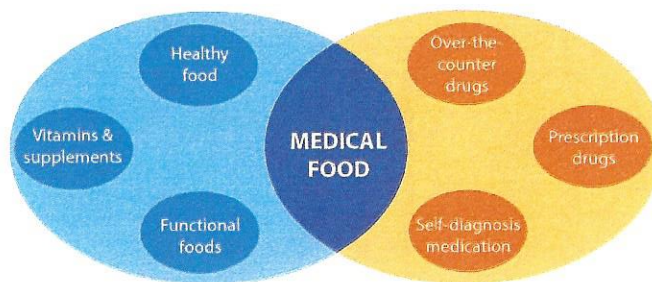 Healthy
food
Vitamins &
supplements
Functional
foods
MEDICAL
FOOD
Over-the-
counter
drugs
Prescription
drugs
Self-diagnosis
medication